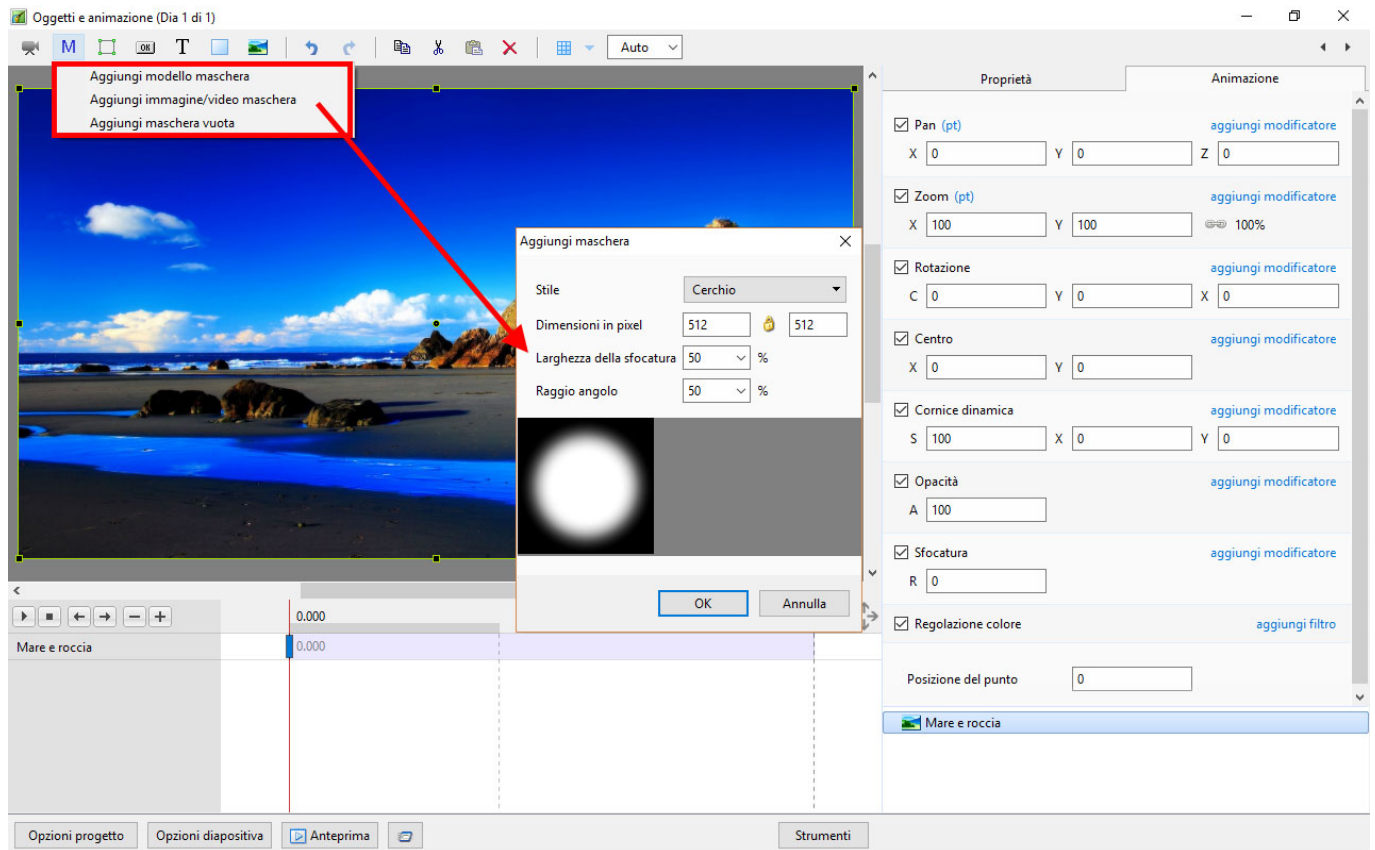 Oggetti e animazione (Dia 1 di 1)
M OK T Auto
Aggiungi modello maschera
Aggiungi immagine/video maschera
Aggiungi maschera vuota
Aggiungi maschera
Stile Cerchio
Dimensioni in pixel 512 512
Larghezza della sfocatura 50 %
Raggio angolo 50 %
OK Annulla
Proprietà Animazione
Pan (pt) aggiungi modificatore
X 0 Y 0 Z 0
Zoom (pt) aggiungi modificatore
X 100 Y 100 100%
Rotazione aggiungi modificatore
C 0 Y 0 X 0
Centro aggiungi modificatore
X 0 Y 0
Cornice dinamica aggiungi modificatore
S 100 X 0 Y 0
Opacità aggiungi modificatore
A 100
Sfocatura aggiungi modificatore
R 0
Regolazione colore aggiungi filtro
Posizione del punto 0
Mare e roccia
0.000
Mare e roccia 0.000
Opzioni progetto Opzioni diapositiva Anteprima Strumenti